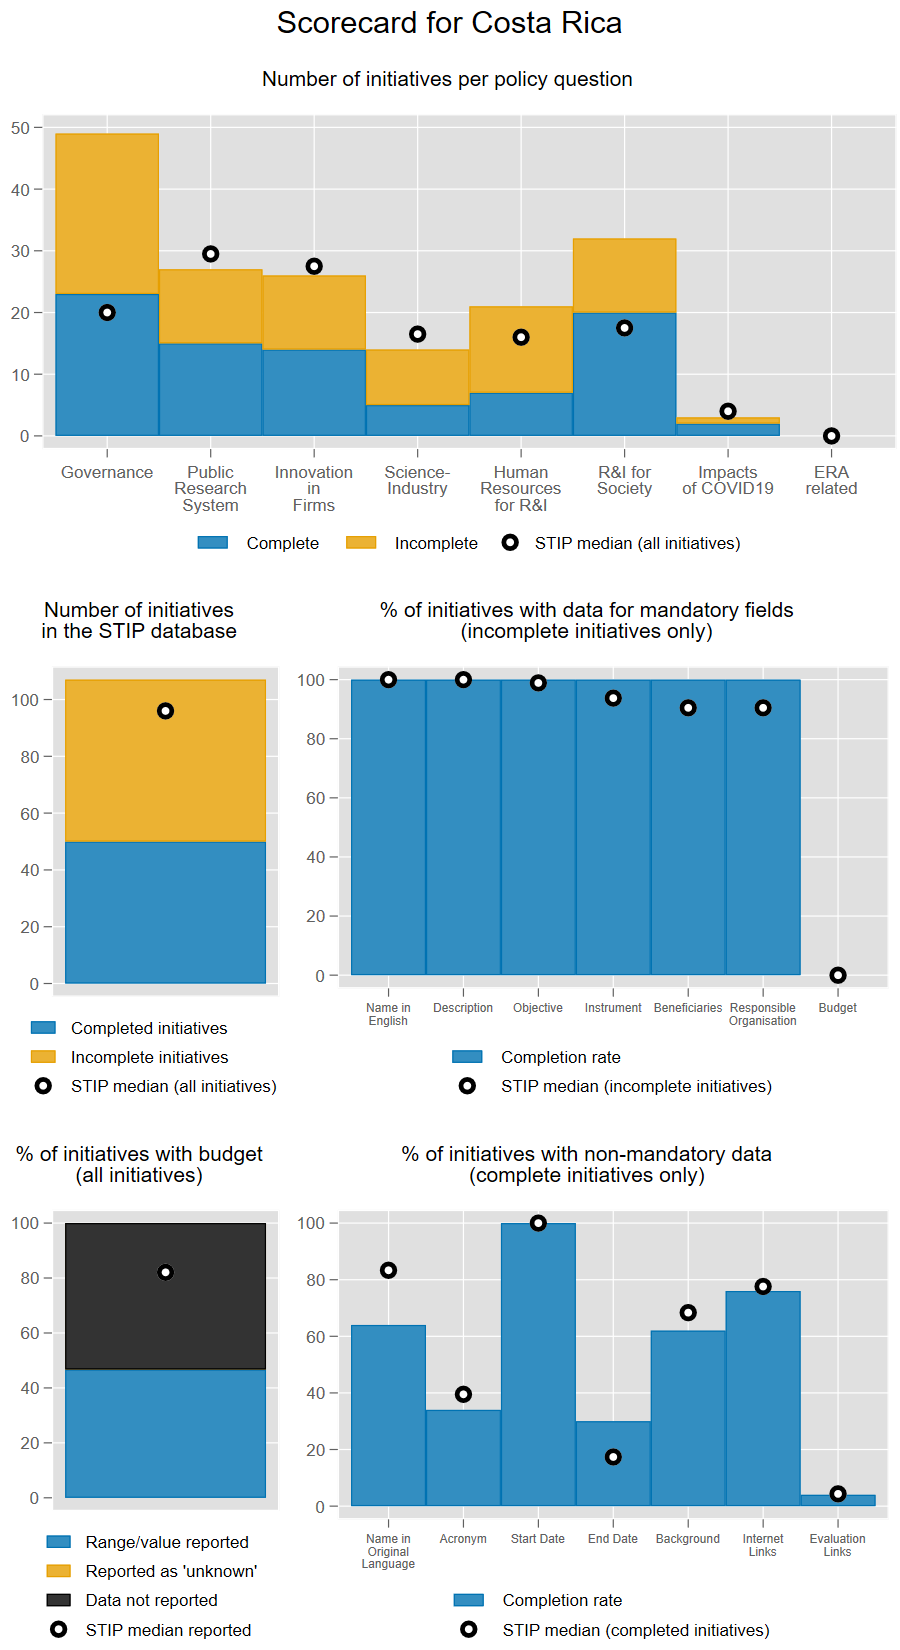 Scorecard for Costa Rica
Number of initiatives per policy question
50
40
30
20
10
0
Governance
Public
Research
System
Innovation
in
Firms
Science-
Industry
Human
Resources
for R&I
R&I for
Society
Impacts
of COVID19
ERA
related
Complete
Incomplete
STIP median (all initiatives)
Number of initiatives
in the STIP database
100
80
60
40
20
0
Completed initiatives
Incomplete initiatives
STIP median (all initiatives)
% of initiatives with data for mandatory fields
(incomplete initiatives only)
100
80
60
40
20
0
Name in
English
Description
Objective
Instrument
Beneficiaries
Responsible
Organisation
Budget
Completion rate
STIP median (incomplete initiatives)
% of initiatives with budget
(all initiatives)
100
80
60
40
20
0
Range/value reported
Reported as 'unknown'
Data not reported
STIP median reported
% of initiatives with non-mandatory data
(complete initiatives only)
100
80
60
40
20
0
Name in
Original
Language
Acronym
Start Date
End Date
Background
Internet
Links
Evaluation
Links
Completion rate
STIP median (completed initiatives)